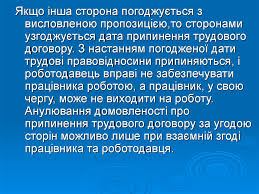 Якщо інша сторона погоджується з
висловленою пропозицією,то сторонами
узгоджується дата припинення трудового
договору. З настанням погодженої дати
трудові правовідносини припиняються, і
роботодавець вправі не забезпечувати
працівника роботою, а працівник, у свою
чергу, може не виходити на роботу.
Анулювання домовленості про
припинення трудового договору за угодою
сторін можливо лише при взаємній згоді
працівника та роботодавця.